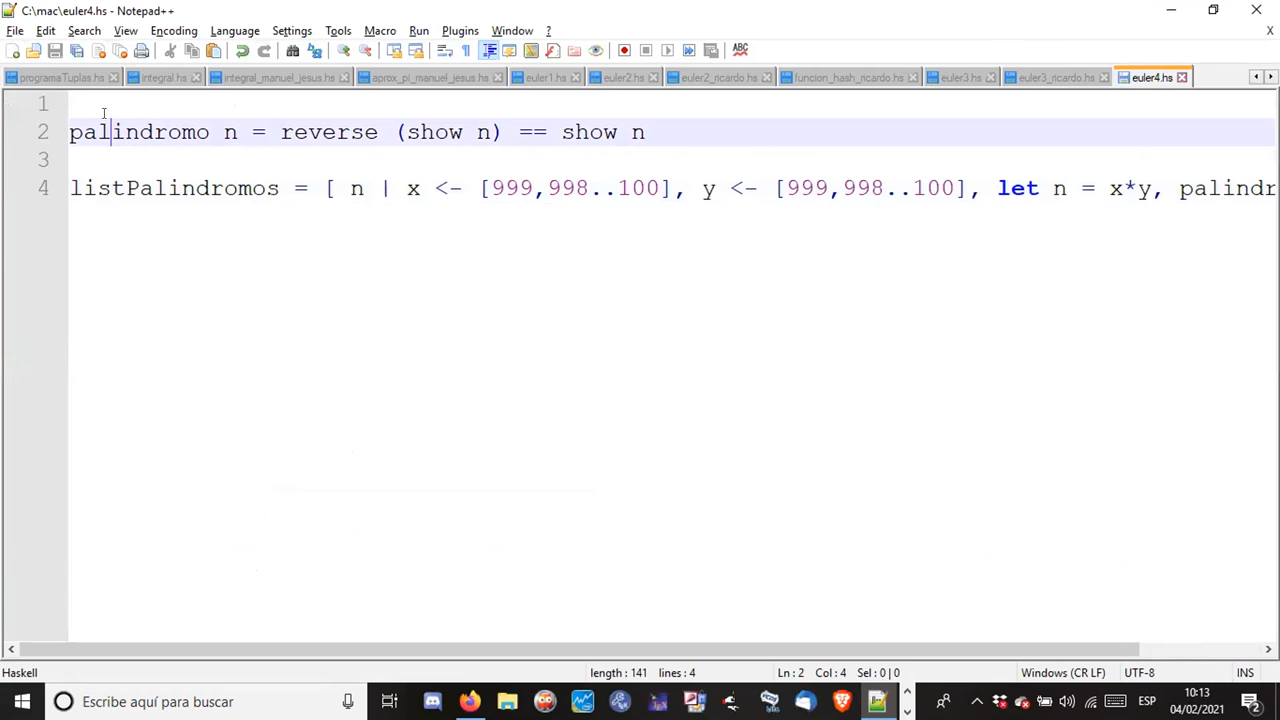 C:\mac\euler4.hs - Notepad++
File Edit Search View Encoding Language Settings Tools Macro Run Plugins Window ? X
programaTuplas.hs integral.hs integral_manuel_jesus.hs aprox_pi_manuel_jesus.hs euler1.hs euler2.hs euler2_ricardo.hs funcion_hash_ricardo.hs euler3.hs euler3_ricardo.hs euler4.hs
1
2 palindromo n = reverse (show n) == show n
3
4 listPalindromos = [ n | x <- [999,998..100], y <- [999,998..100], let n = x*y, palindr
Haskell length : 141 lines : 4 Ln : 2 Col : 4 Sel : 0 | 0 Windows (CR LF) UTF-8 INS
Escribe aquí para buscar ESP 10:13
04/02/2021 2